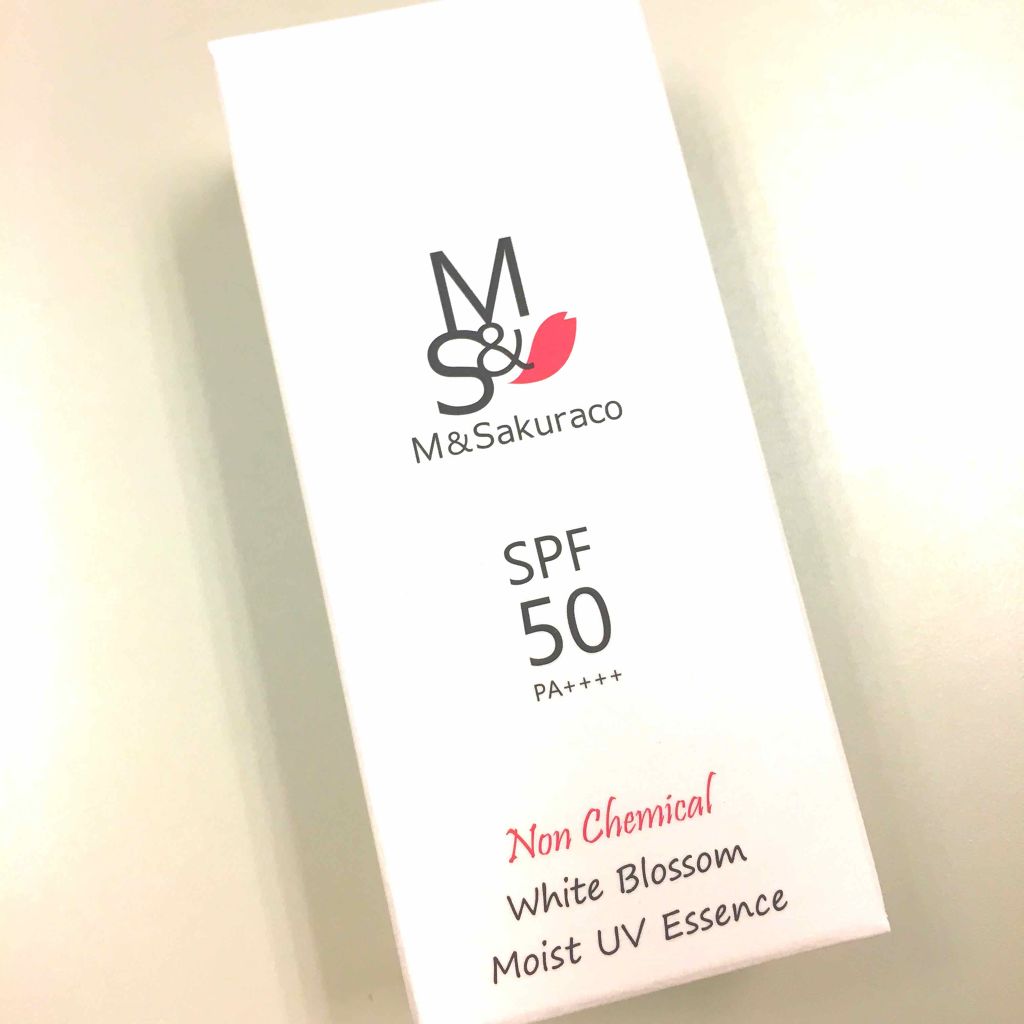 M
S&
M&Sakuraco
SPF
50
PA++++
Non Chemical
White Blossom
Moist UV Essence